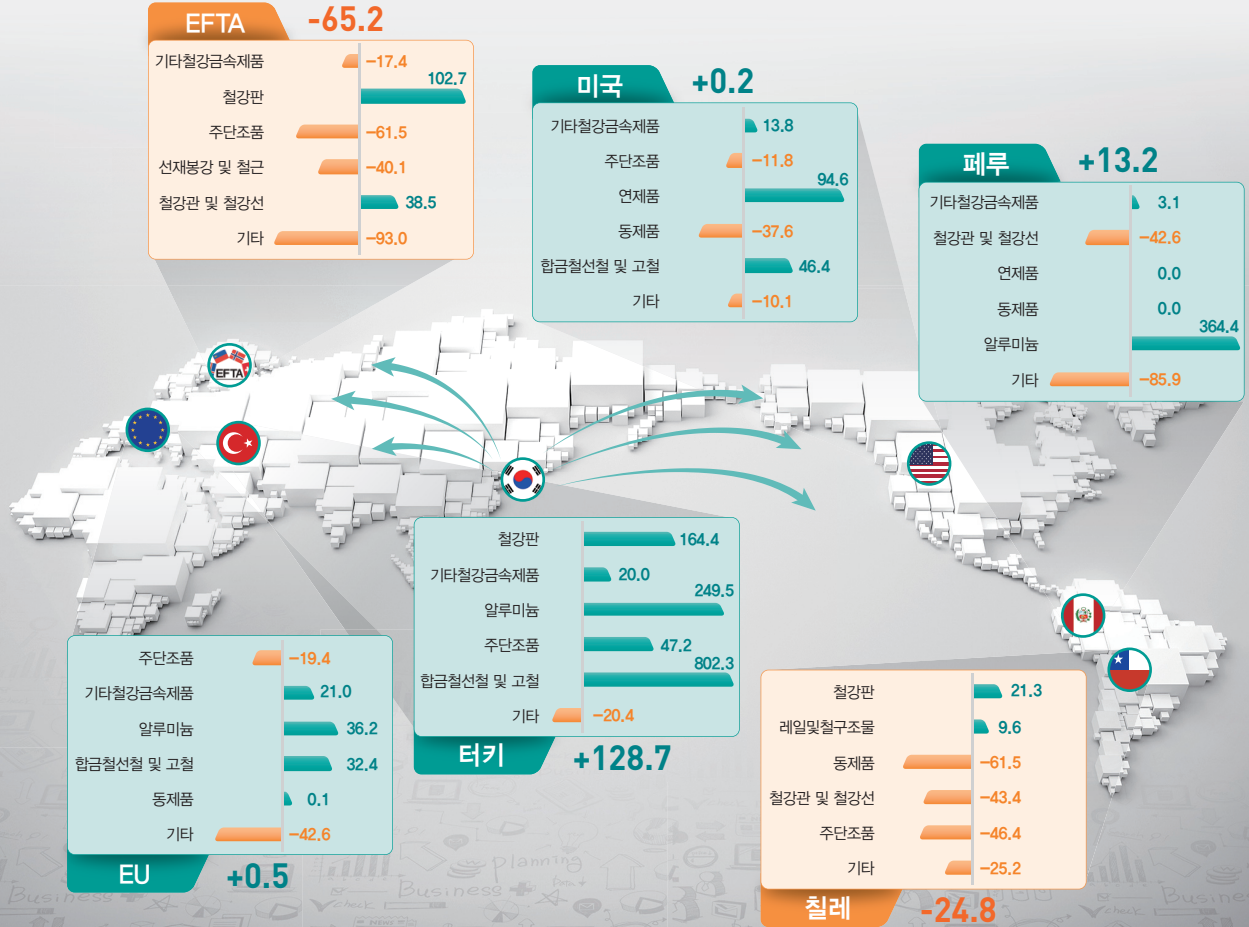 EFTA -65.2
기타철강금속제품 -17.4
철강판 102.7
주단조품 -61.5
선재봉강 및 철근 -40.1
철강관 및 철강선 38.5
기타 -93.0
미국 +0.2
기타철강금속제품 13.8
주단조품 -11.8
연제품 94.6
동제품 -37.6
합금철선철 및 고철 46.4
기타 -10.1
페루 +13.2
기타철강금속제품 3.1
철강관 및 철강선 -42.6
연제품 0.0
동제품 0.0
알루미늄 364.4
기타 -85.9
EFTA
철강판 164.4
기타철강금속제품 20.0
알루미늄 249.5
주단조품 47.2
합금철선철 및 고철 802.3
기타 -20.4
터키 +128.7
주단조품 -19.4
기타철강금속제품 21.0
알루미늄 36.2
합금철선철 및 고철 32.4
동제품 0.1
기타 -42.6
EU +0.5
철강판 21.3
레일및철구조물 9.6
동제품 -61.5
철강관 및 철강선 -43.4
주단조품 -46.4
기타 -25.2
칠레 -24.8
Planning
Business
check
NEWS
Business
check